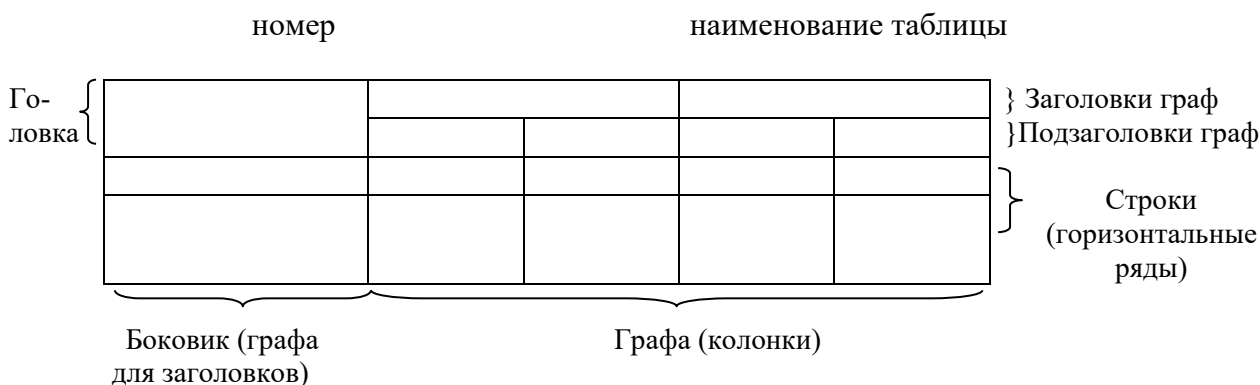 номер наименование таблицы
Го- } Заголовки граф
ловка }Подзаголовки граф
Строки
(горизонтальные
ряды)
Боковик (графа Графа (колонки)
для заголовков)